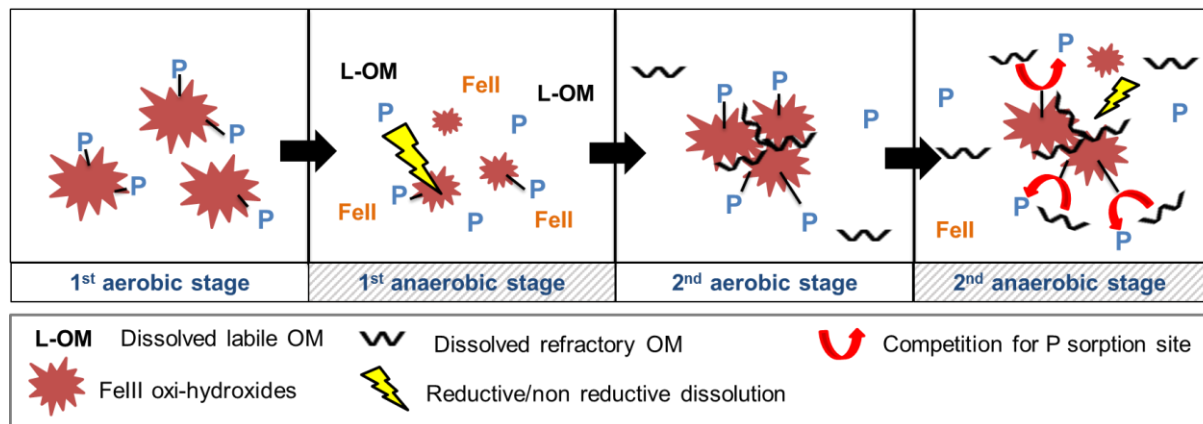 P
P
P
P
P
L-OM
FeII
L-OM
P
P
P
P
FeII
P
FeII
P
P
P
P
P
P
P
P
P
FeII
P
1st aerobic stage
1st anaerobic stage
2nd aerobic stage
2nd anaerobic stage
L-OM Dissolved labile OM
Dissolved refractory OM
Competition for P sorption site
FeIII oxi-hydroxides
Reductive/non reductive dissolution